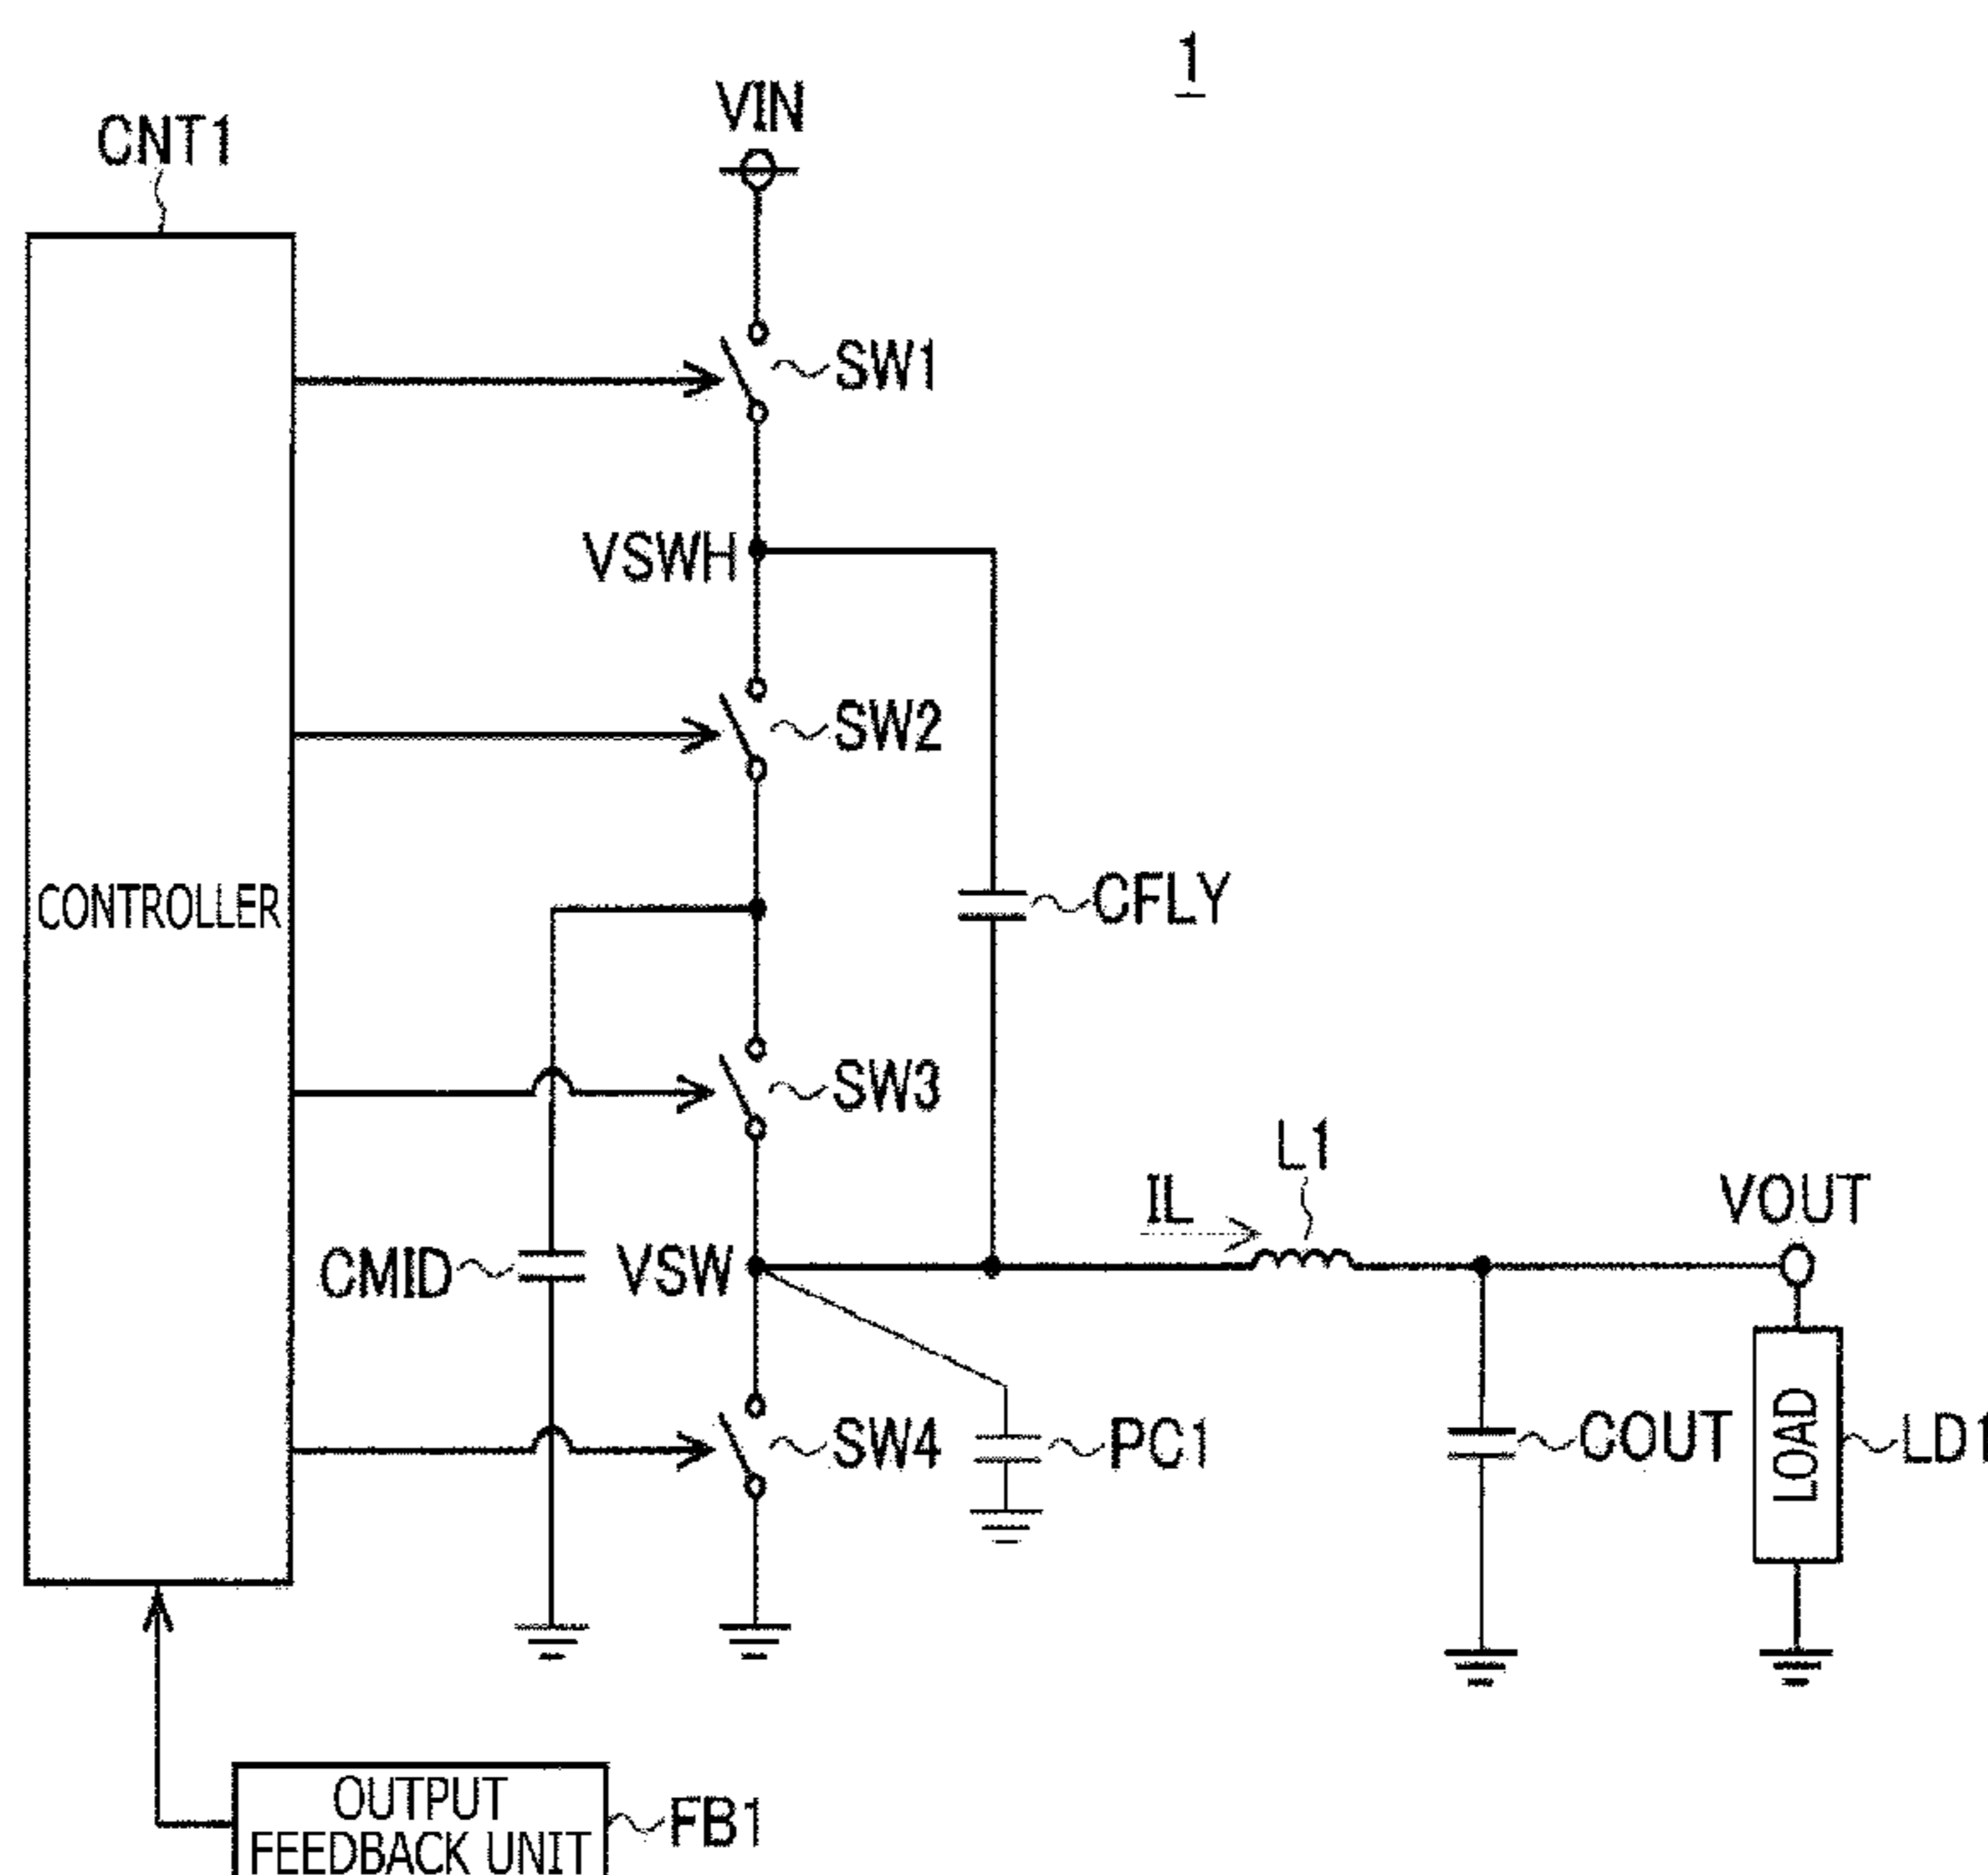 1
CNT1
VIN
SW1
VSWH
SW2
CONTROLLER
CFLY
SW3
L1
IL
VOUT
CMID
VSW
SW4
PC1
COUT
LOAD
LD1
OUTPUT
FEEDBACK UNIT
FB1